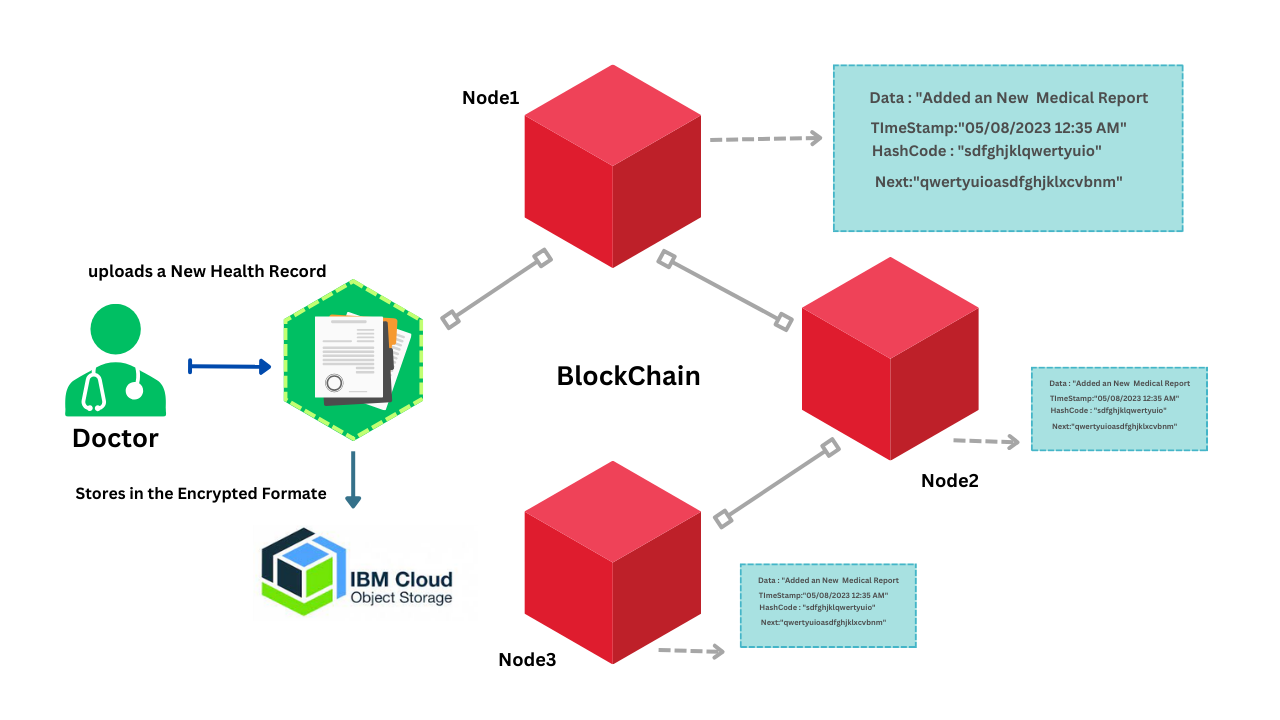 Node1
Data : "Added an New  Medical Report
TImeStamp:"05/08/2023 12:35 AM"
HashCode : "sdfghjklqwertyuio"
Next:"qwertyuioasdfghjklxcvbnm"
uploads a New Health Record
BlockChain
Data : "Added an New  Medical Report
TImeStamp:"05/08/2023 12:35 AM"
HashCode : "sdfghjklqwertyuio"
Next:"qwertyuioasdfghjklxcvbnm"
Doctor
Node2
Stores in the Encrypted Formate
IBM Cloud
Object Storage
Data : "Added an New  Medical Report
TImeStamp:"05/08/2023 12:35 AM"
HashCode : "sdfghjklqwertyuio"
Next:"qwertyuioasdfghjklxcvbnm"
Node3